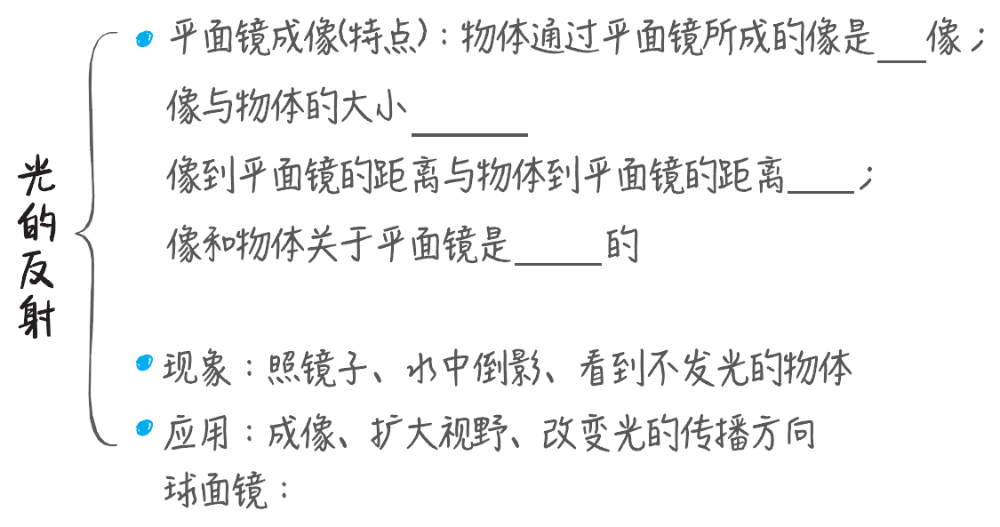 光的反射
平面镜成像(特点)：物体通过平面镜所成的像是___像；
像与物体的大小_______
像到平面镜的距离与物体到平面镜的距离____；
像和物体关于平面镜是_____的
现象：照镜子、水中倒影、看到不发光的物体
应用：成像、扩大视野、改变光的传播方向
球面镜：